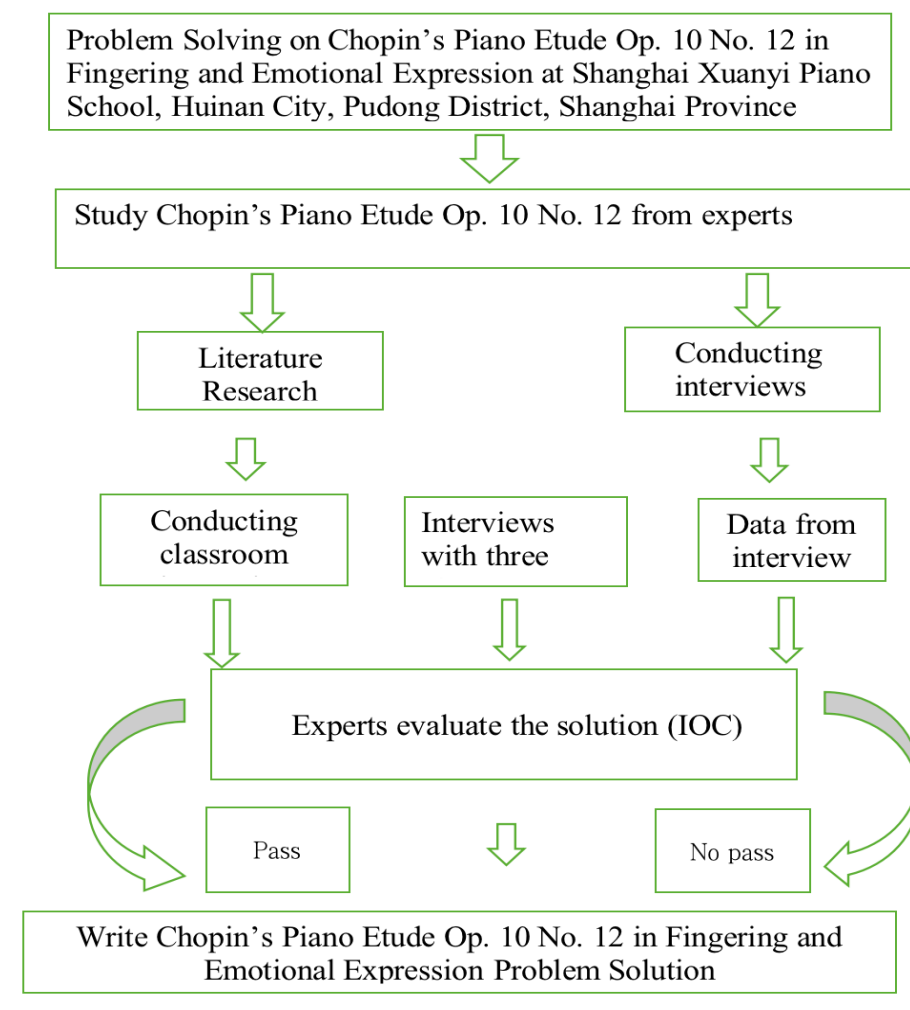 Problem Solving on Chopin’s Piano Etude Op. 10 No. 12 in
Fingering and Emotional Expression at Shanghai Xuanyi Piano
School, Huinan City, Pudong District, Shanghai Province
Study Chopin’s Piano Etude Op. 10 No. 12 from experts
Literature
Research
Conducting
interviews
Conducting
classroom
Interviews
with three
Data from
interview
Experts evaluate the solution (IOC)
Pass
No pass
Write Chopin’s Piano Etude Op. 10 No. 12 in Fingering and
Emotional Expression Problem Solution